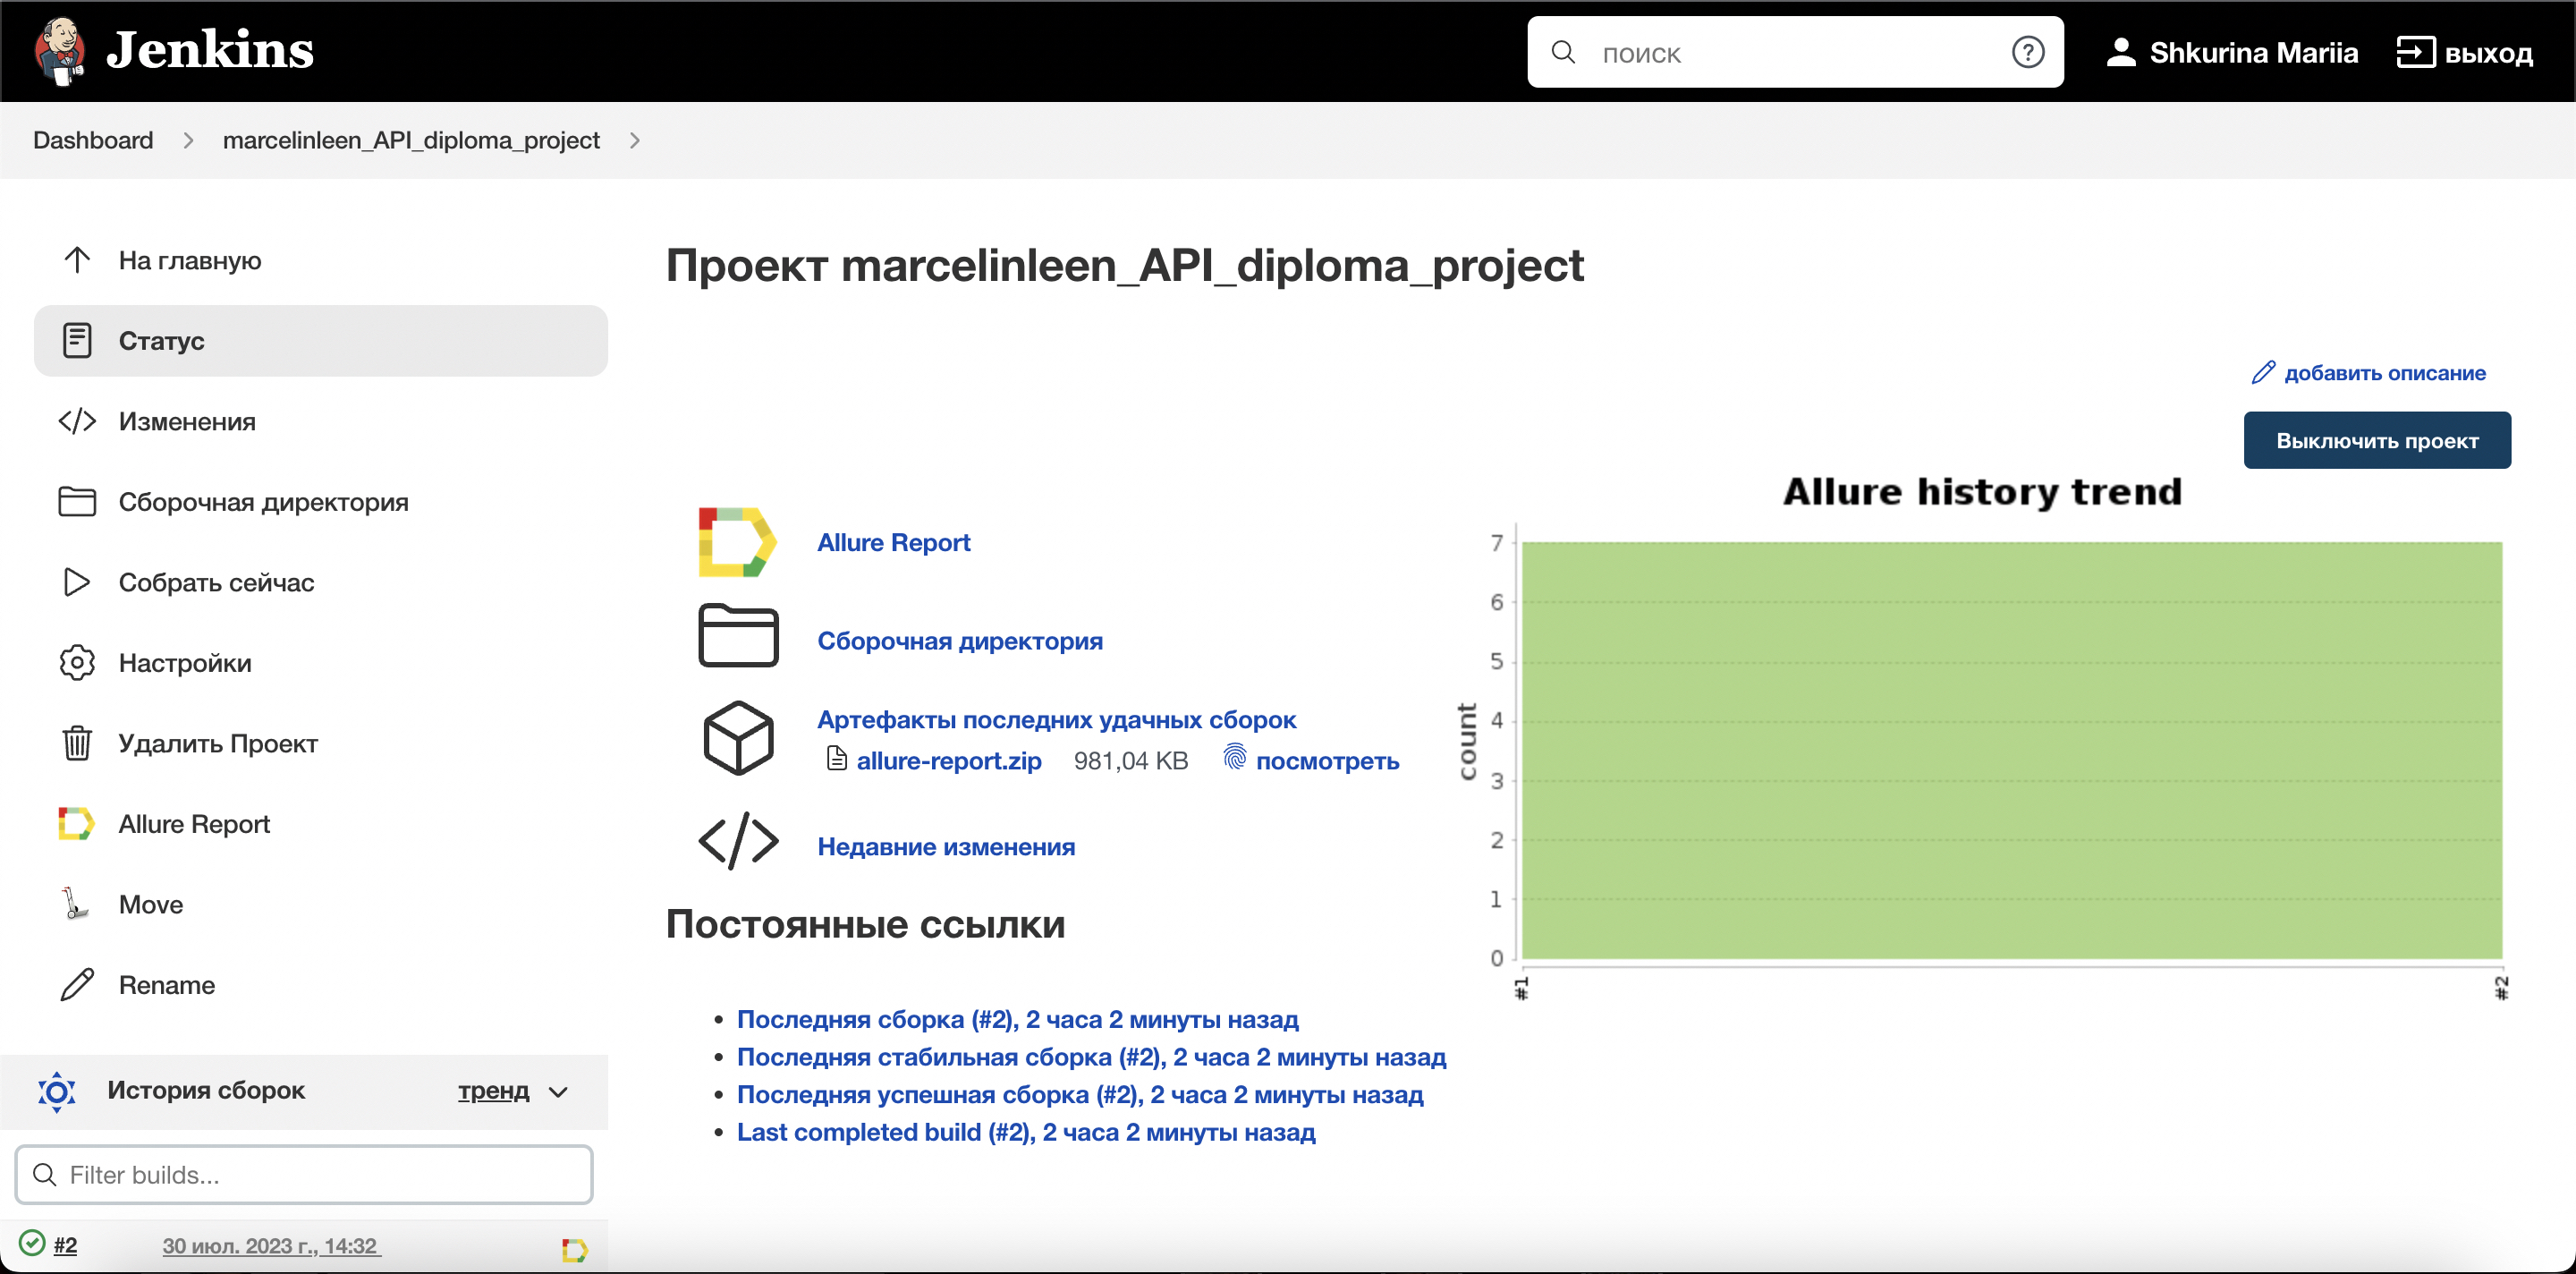 Jenkins
поиск
Shkurina Mariia
выход
Dashboard
marcelinleen_API_diploma_project
На главную
Статус
Изменения
Сборочная директория
Собрать сейчас
Настройки
Удалить Проект
Allure Report
Move
Rename
История сборок
тренд
Filter builds...
#2
30 июл. 2023 г., 14:32
Проект marcelinleen_API_diploma_project
добавить описание
Выключить проект
Allure Report
Сборочная директория
Артефакты последних удачных сборок
allure-report.zip 981,04 KB посмотреть
Недавние изменения
Постоянные ссылки
Последняя сборка (#2), 2 часа 2 минуты назад
Последняя стабильная сборка (#2), 2 часа 2 минуты назад
Последняя успешная сборка (#2), 2 часа 2 минуты назад
Last completed build (#2), 2 часа 2 минуты назад
Allure history trend
count
7
6
5
4
3
2
1
0
#1
#2